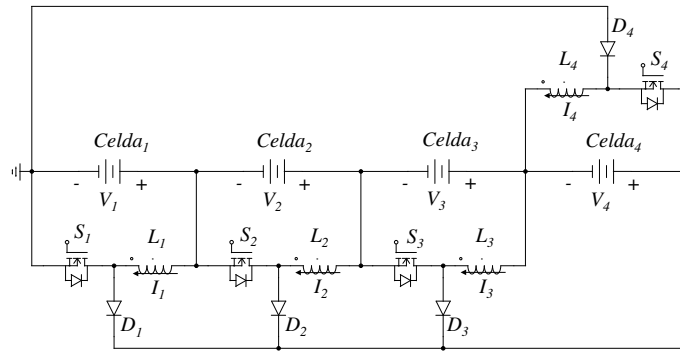 D₄
L₄ S₄
I₄
Celda₁ Celda₂ Celda₃ Celda₄
- + - + - + - +
V₁ V₂ V₃ V₄
S₁ L₁ S₂ L₂ S₃ L₃
I₁ I₂ I₃
D₁ D₂ D₃